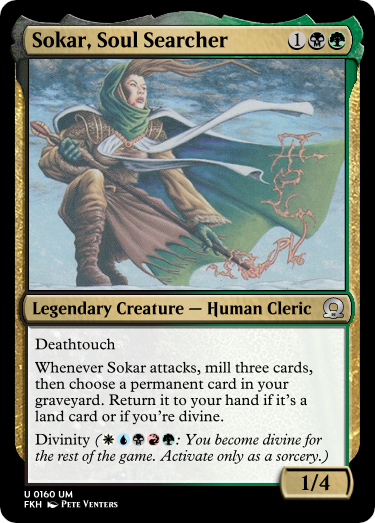 Sokar, Soul Searcher 1
Legendary Creature — Human Cleric
Deathtouch
Whenever Sokar attacks, mill three cards,
then choose a permanent card in your
graveyard. Return it to your hand if it's a
land card or if you're divine.
Divinity (: You become divine for
the rest of the game. Activate only as a sorcery.)
1/4
U 0160 UM
FKH Pete Venters